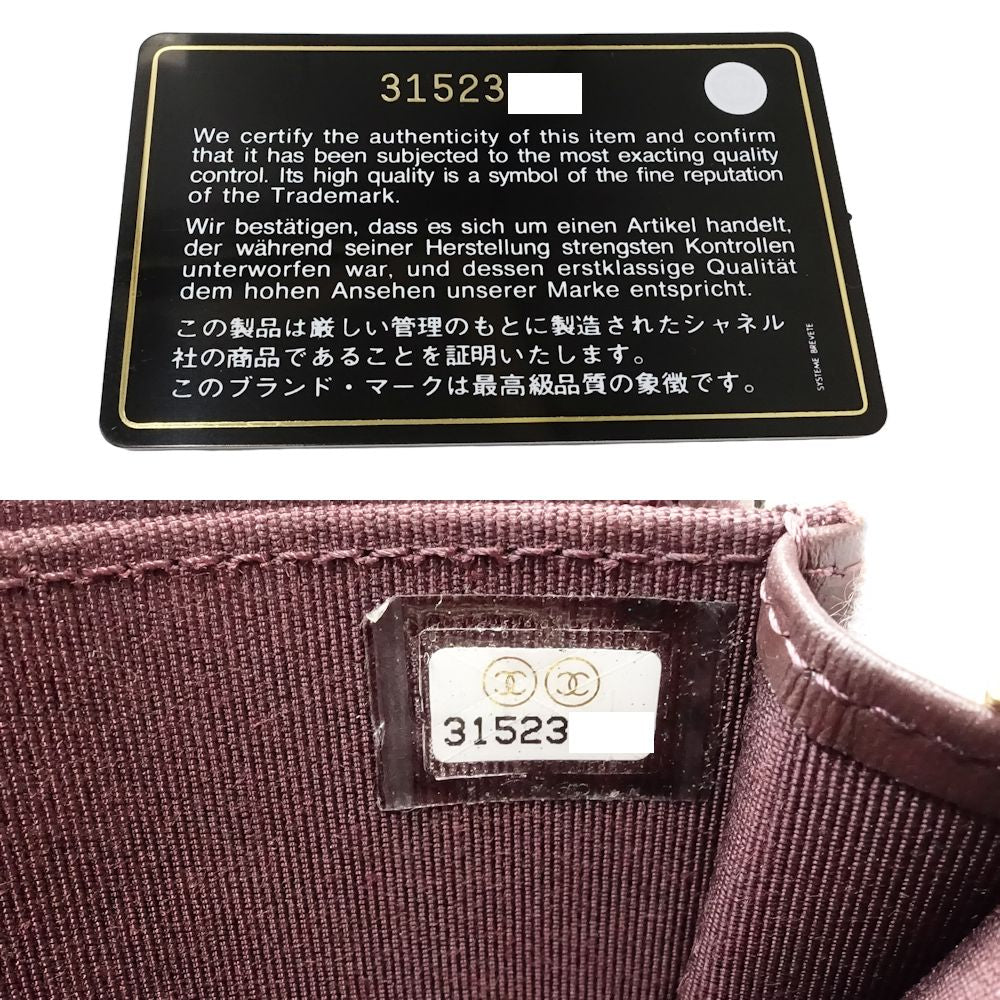 31523
We certify the authenticity of this item and confirm
that it has been subjected to the most exacting quality
control. Its high quality is a symbol of the fine reputation
of the Trademark.
Wir bestätigen, dass es sich um einen Artikel handelt,
der während seiner Herstellung strengsten Kontrollen
unterworfen war, und dessen erstklassige Qualität
dem hohen Ansehen unserer Marke entspricht.
この製品は厳しい管理のもとに製造されたシャネル
社の商品であることを証明いたします。
このブランド・マークは最高級品質の象徴です。
SYSTEME BREVETE
31523